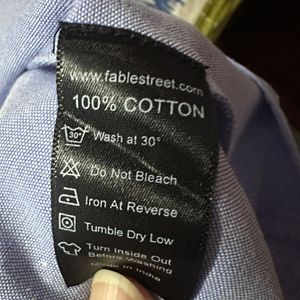 www.fablestreet.com
100% COTTON
30° Wash at 30°
Do Not Bleach
Iron At Reverse
Tumble Dry Low
Turn Inside Out
Before Washing
Made In India